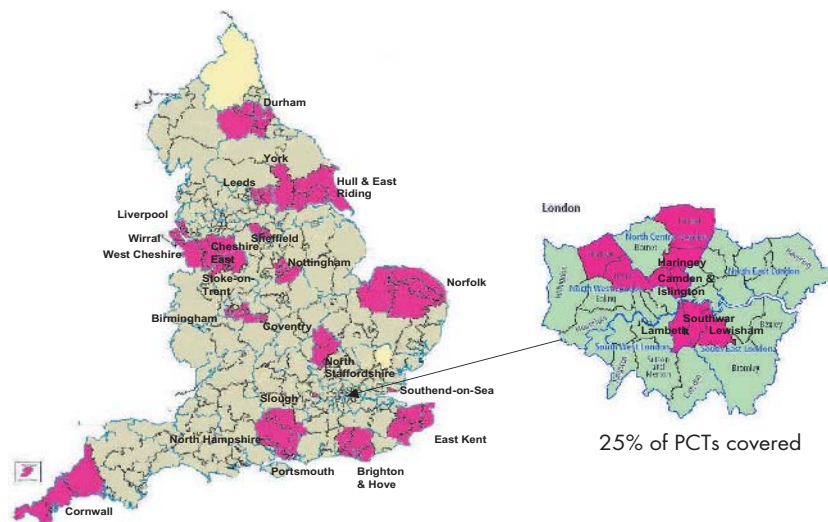 Durham
York
Leeds
Hull & East
Riding
Liverpool
Wirral
West Cheshire
Cheshire
East
Sheffield
Stoke-on-
Trent
Nottingham
Norfolk
Birmingham
Coventry
North
Staffordshire
Slough
Southend-on-Sea
North Hampshire
East Kent
Portsmouth
Brighton
& Hove
Cornwall
London
North Central London
Barnet
Haringey
Camden &
Islington
North East London
Havering
North West London
Ealing
Hounslow
Southwar
Lambeth
Lewisham
Bexley
South West London
South East London
Sutton
and
Merton
Croydon
Bromley
25% of PCTs covered